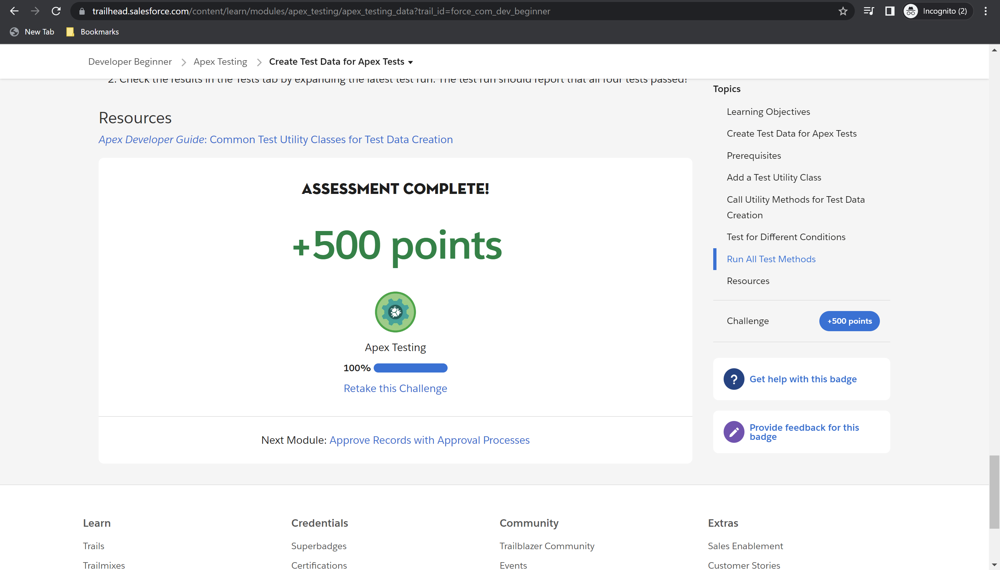 trailhead.salesforce.com/content/learn/modules/apex_testing/apex_testing_data?trail_id=force_com_dev_beginner
Incognito (2)
New Tab
Bookmarks
Developer Beginner
Apex Testing
Create Test Data for Apex Tests
2. Check the results in the Tests tab by expanding the latest test run. The test run should report that all four tests passed!
Resources
Apex Developer Guide: Common Test Utility Classes for Test Data Creation
ASSESSMENT COMPLETE!
+500 points
Apex Testing
100%
Retake this Challenge
Next Module: Approve Records with Approval Processes
Topics
Learning Objectives
Create Test Data for Apex Tests
Prerequisites
Add a Test Utility Class
Call Utility Methods for Test Data
Creation
Test for Different Conditions
Run All Test Methods
Resources
Challenge
+500 points
?
Get help with this badge
Provide feedback for this
badge
Learn
Trails
Trailmixes
Credentials
Superbadges
Certifications
Community
Trailblazer Community
Events
Extras
Sales Enablement
Customer Stories